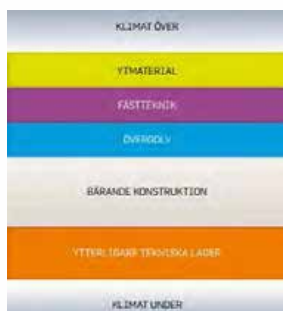 KLIMAT ÖVER
YTMATERIAL
FÄSTTEKNIK
ÖVERGOLV
BÄRANDE KONSTRUKTION
YTTERLIGARE TEKNISKA LAGER
KLIMAT UNDER